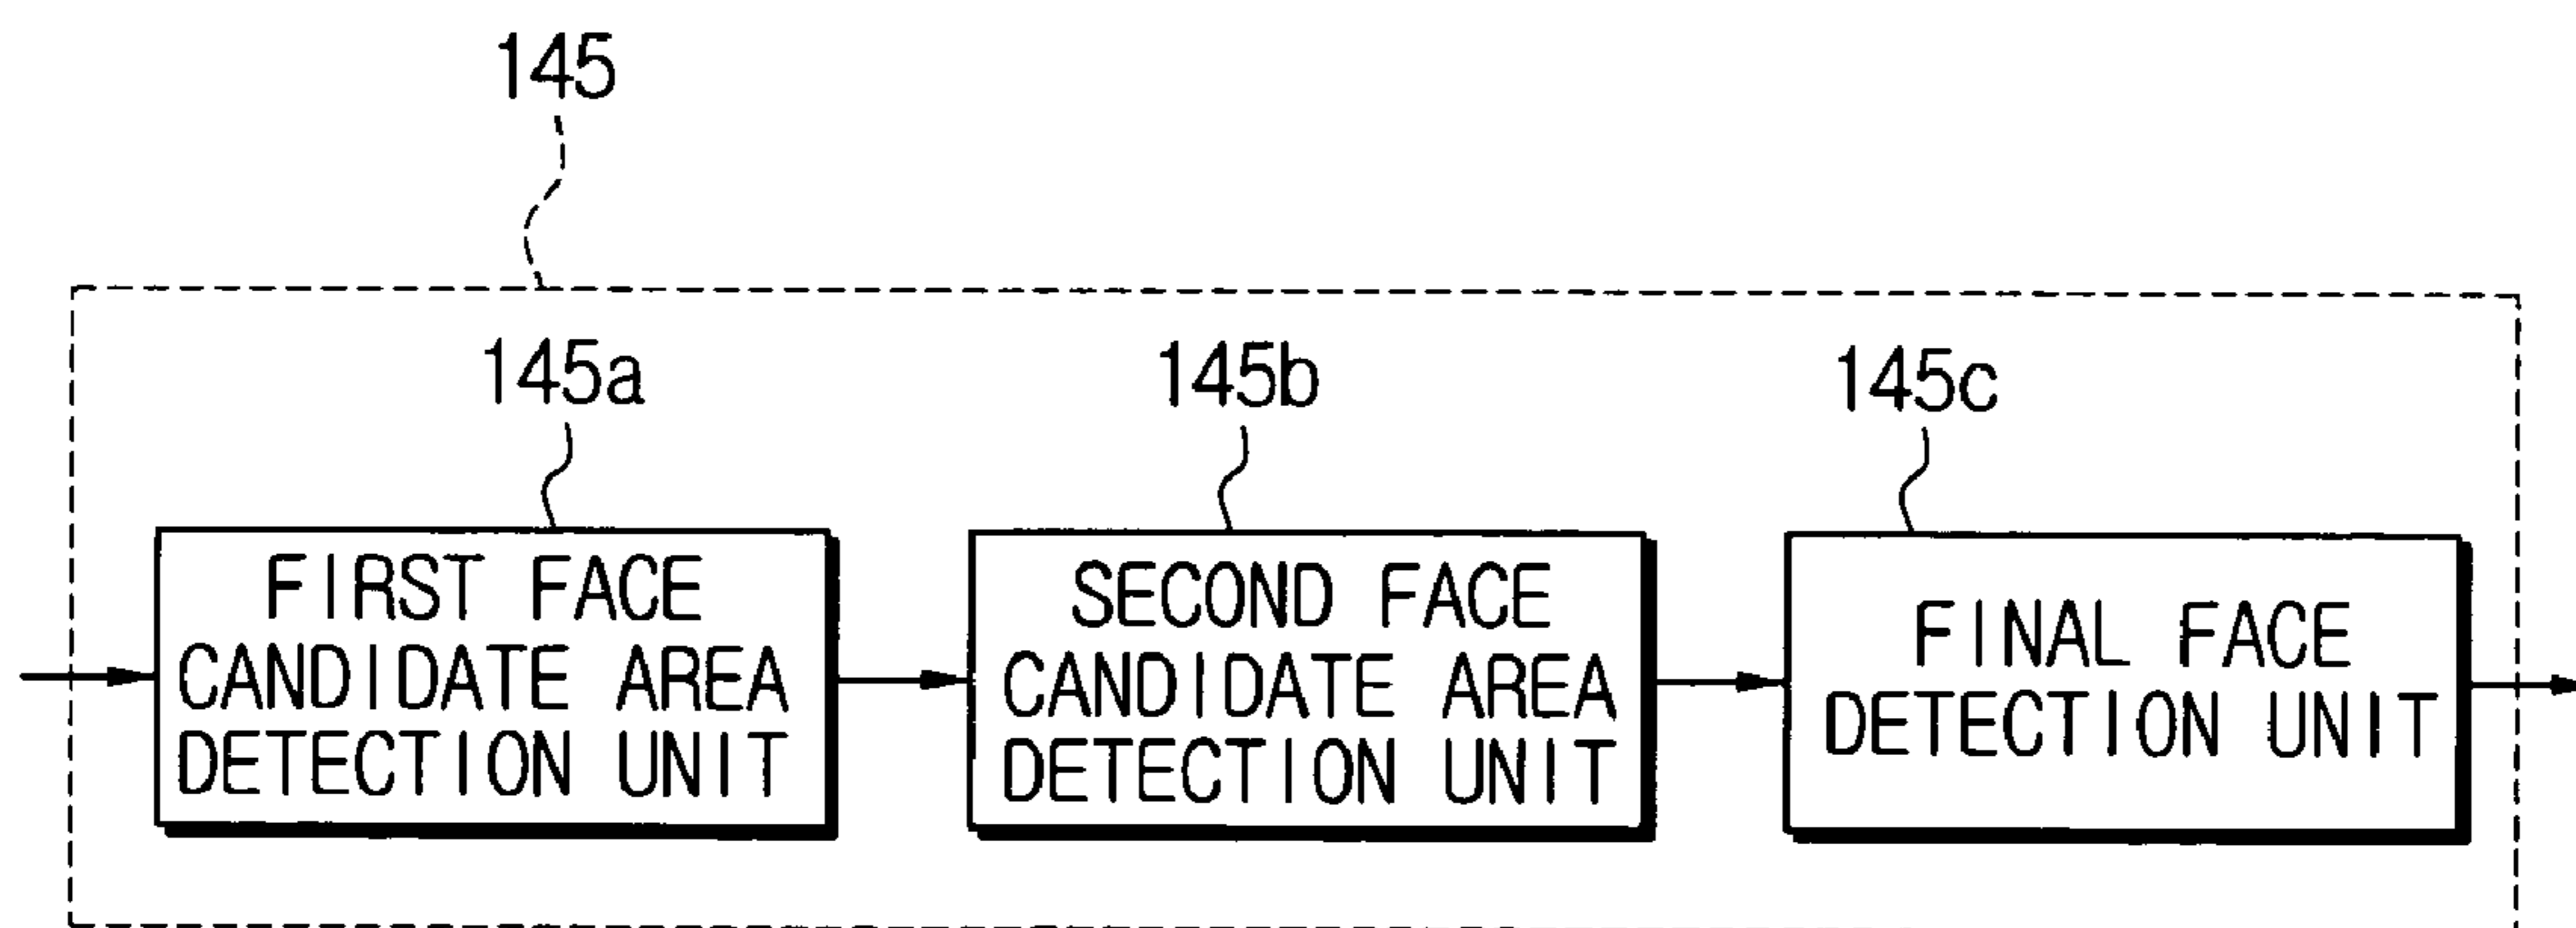 145
145a
145b
145c
FIRST FACE
CANDIDATE AREA
DETECTION UNIT
SECOND FACE
CANDIDATE AREA
DETECTION UNIT
FINAL FACE
DETECTION UNIT